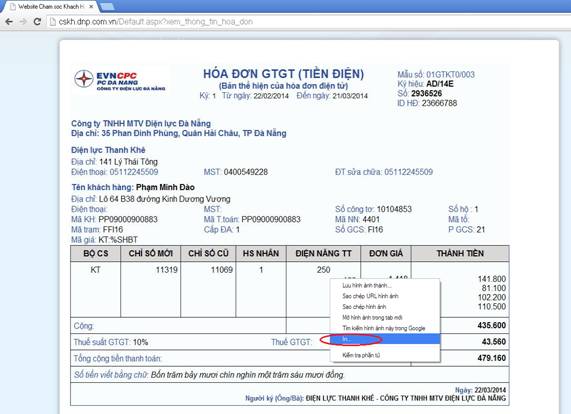 Website Cham soc Khach H
cskh.dnp.com.vn/Default.aspx?xem_thong_tin_hoa_don
EVNCPC
PC DA NANG
CÔNG TY ĐIỆN LỰC ĐÀ NẴNG
HÓA ĐƠN GTGT (TIỀN ĐIỆN)
(Bản thể hiện của hóa đơn điện tử)
Kỳ: 1 Từ ngày: 22/02/2014 Đến ngày: 21/03/2014
Mẫu số: 01GTKT0/003
Ký hiệu: AD/14E
Số: 2936526
ID HĐ: 23666788
Công ty TNHH MTV Điện lực Đà Nẵng
Địa chỉ: 35 Phan Đình Phùng, Quân Hải Châu, TP Đà Nẵng
Điện lực Thanh Khê
Địa chỉ: 141 Lý Thái Tông
Điện thoại: 05112245509 MST: 0400549228 ĐT sửa chữa: 05112245509
Tên khách hàng: Phạm Minh Dào
Địa chỉ: Lô 64 B38 đường Kinh Dương Vương
Điện thoại: MST: Số công tơ: 10104853 Số hộ : 1
Mã KH: PP09000900883 Mã T.toán: PP09000900883 Mã NN: 4401 Mã tổ:
Mã trạm: FFI16 Cấp ĐA: 1 Số GCS: FI16 P GCS: 21
Mã giá: KT:%SHBT
BỘ CS CHỈ SỐ MỚI CHỈ SỐ CŨ HS NHÂN ĐIỆN NĂNG TT ĐƠN GIÁ THÀNH TIỀN
KT 11319 11069 1 250
141.800
81.100
102.200
110.500
Lưu hình ảnh thành...
Sao chép URL hình ảnh
Sao chép hình ảnh
Mở hình ảnh trong tab mới
Tìm kiếm hình ảnh này trong Google
In...
Kiểm tra phần tử
Cộng: 435.600
Thuế suất GTGT: 10% Thuế GTGT: 43.560
Tổng cộng tiền thanh toán: 479.160
Số tiền viết bằng chữ: Bốn trăm bảy mươi chín nghìn một trăm sáu mươi đồng.
Ngày: 22/03/2014
Người ký (Ông/Bà): ĐIỆN LỰC THANH KHÊ - CÔNG TY TNHH MTV ĐIỆN LỰC ĐÀ NẴNG